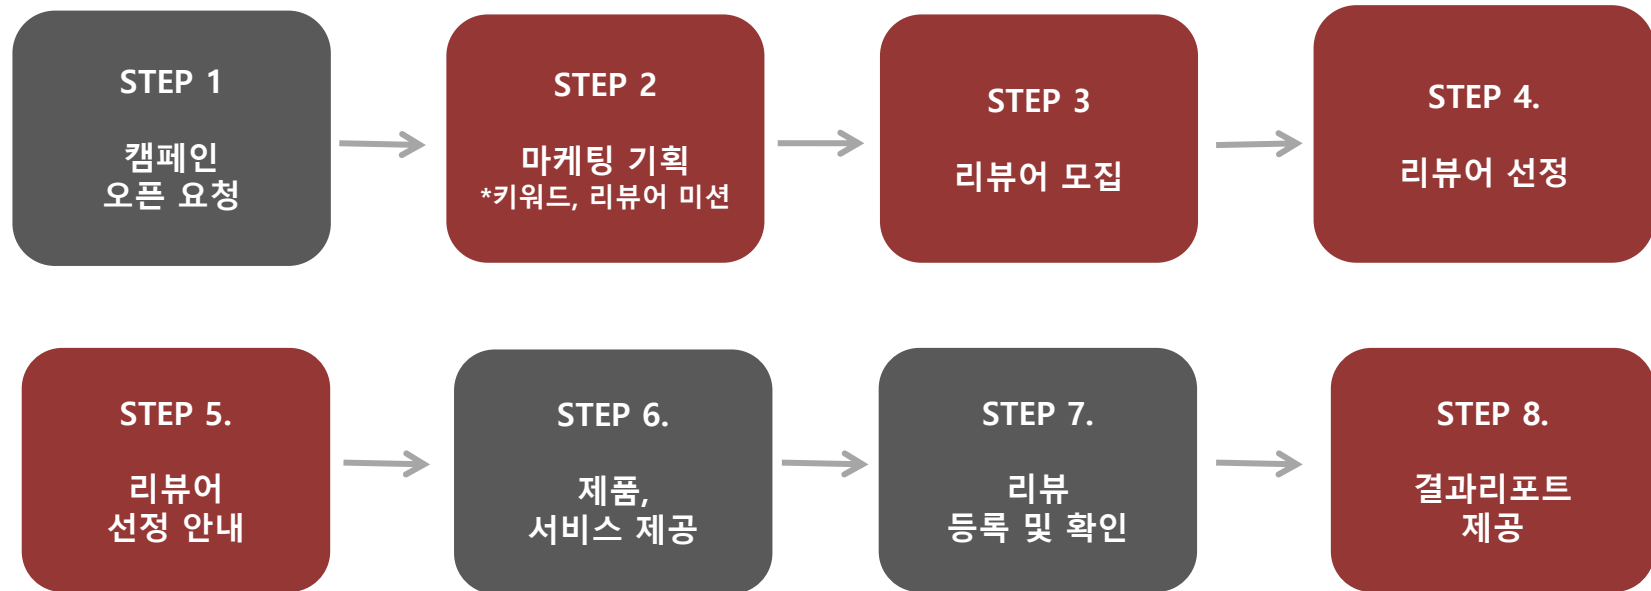 STEP 1
캠페인
오픈 요청
STEP 2
마케팅 기획
*키워드, 리뷰어 미션
STEP 3
리뷰어 모집
STEP 4.
리뷰어 선정
STEP 5.
리뷰어
선정 안내
STEP 6.
제품,
서비스 제공
STEP 7.
리뷰
등록 및 확인
STEP 8.
결과리포트
제공